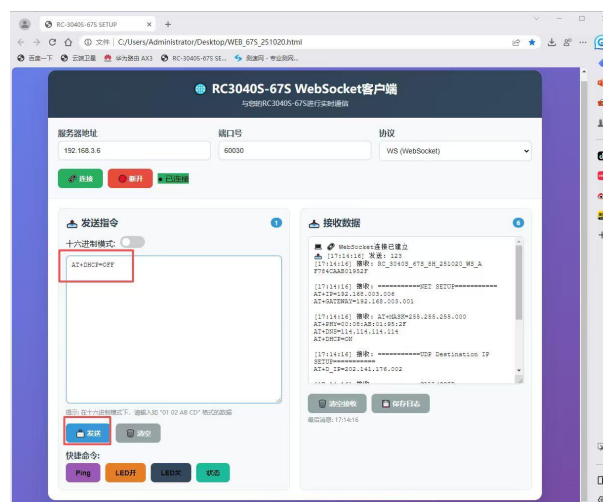 RC-3040S-67S SETUP
文件 | C:/Users/Administrator/Desktop/WEB_67S_251020.html
百度一下 云端卫星 华为路由 AX3 RC-3040S-67S SE... 测速网 - 专业测网...
RC3040S-67S WebSocket客户端
与您的RC3040S-67S进行实时通信
服务器地址 端口号 协议
192.168.3.6 60030 WS (WebSocket)
连接 断开 已连接
发送指令 1
十六进制模式:
AT+DHCP=OFF
提示: 在十六进制模式下，请输入如 "01 02 AB CD" 格式的数据
发送 清空
快捷命令:
Ping LED开 LED关 状态
接收数据 6
WebSocket连接已建立
[17:14:16] 发送: 123
[17:14:16] 接收: RC_3040S_67S_SH_251020_WS_A
F784CAAB01952F
[17:14:16] 接收: ===========NET SETUP===========
AT+IP=192.168.003.006
AT+GATEWAY=192.168.003.001
[17:14:16] 接收: AT+MASK=255.255.255.000
AT+PHY=00:08:AB:01:95:2F
AT+DNS=114.114.114.114
AT+DHCP=ON
[17:14:16] 接收: ===========UDP Destination IP
SETUP===========
AT+D_IP=202.141.176.002
清空接收 保存日志
最后消息: 17:14:16